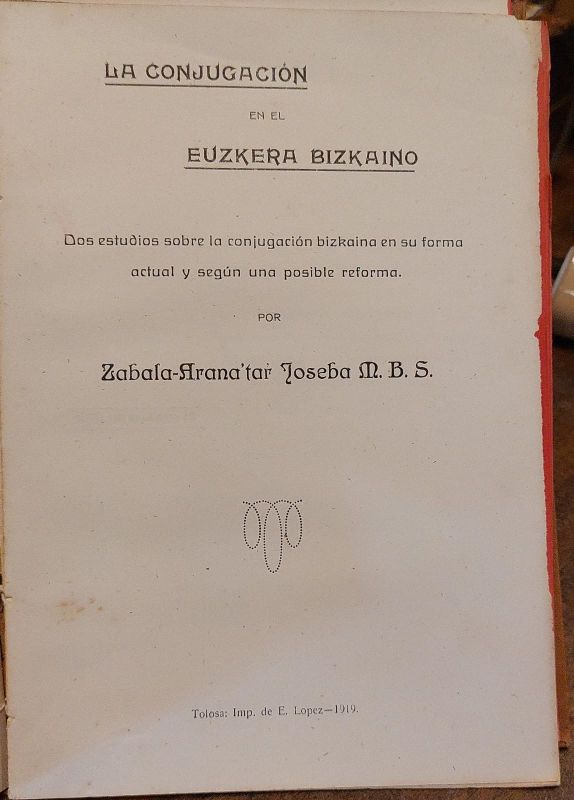 LA CONJUGACIÓN
EN EL
EUZKERA BIZKAINO
Dos estudios sobre la conjugación bizkaina en su forma
actual y según una posible reforma.
POR
Zabala-Arana'taŕ Joseba M. B. S.
Tolosa: Imp. de E. Lopez—1919.